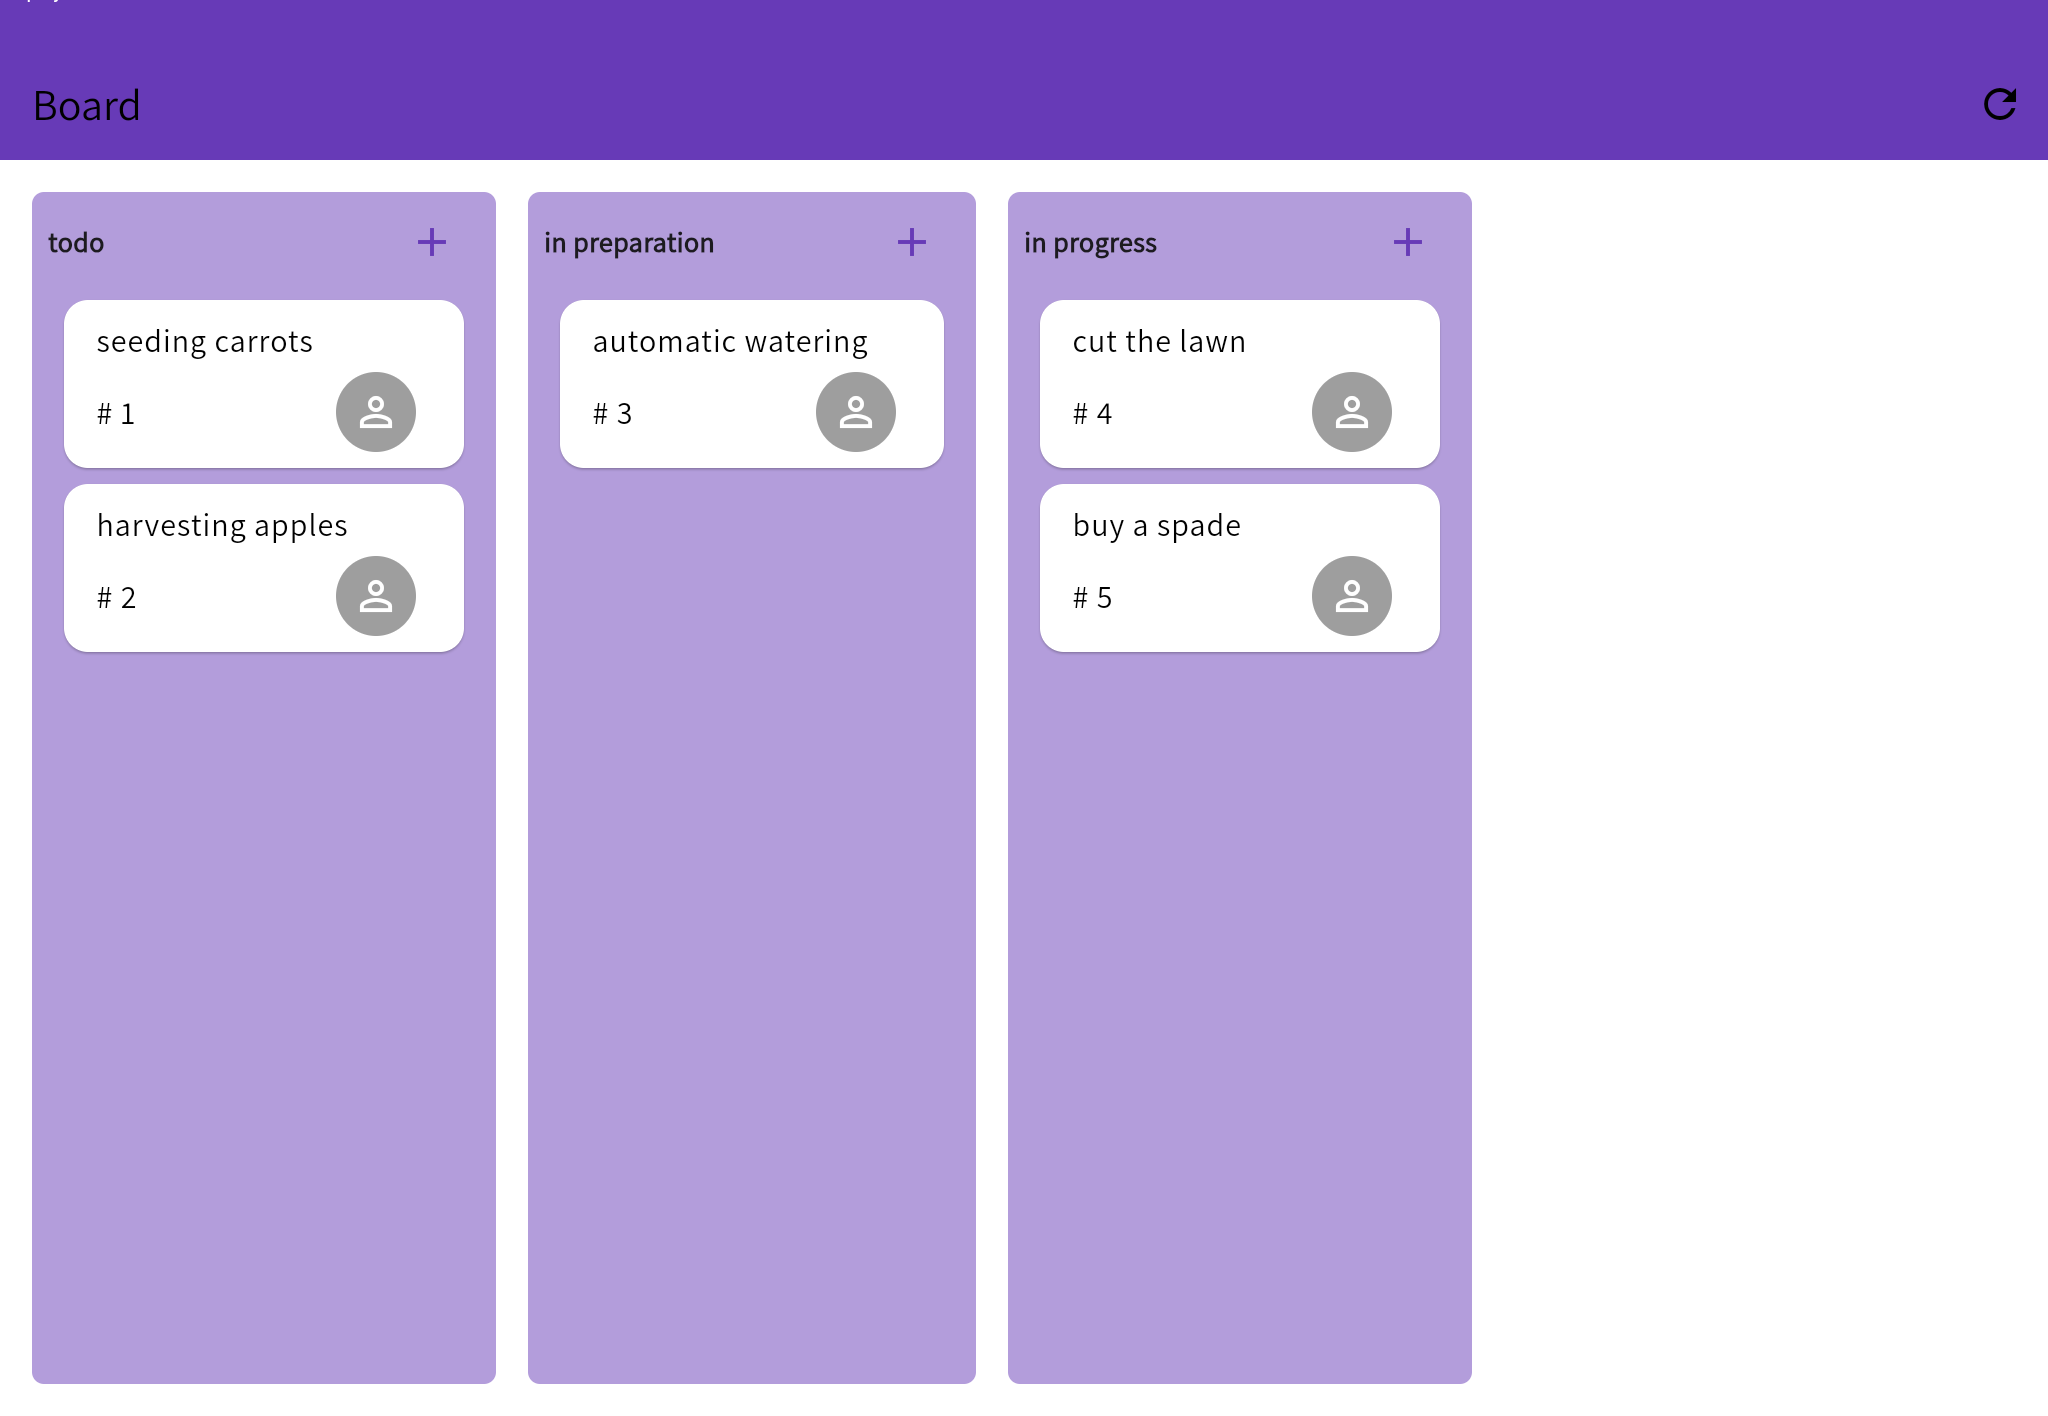 Board
todo
seeding carrots
# 1
harvesting apples
# 2
in preparation
automatic watering
# 3
in progress
cut the lawn
# 4
buy a spade
# 5